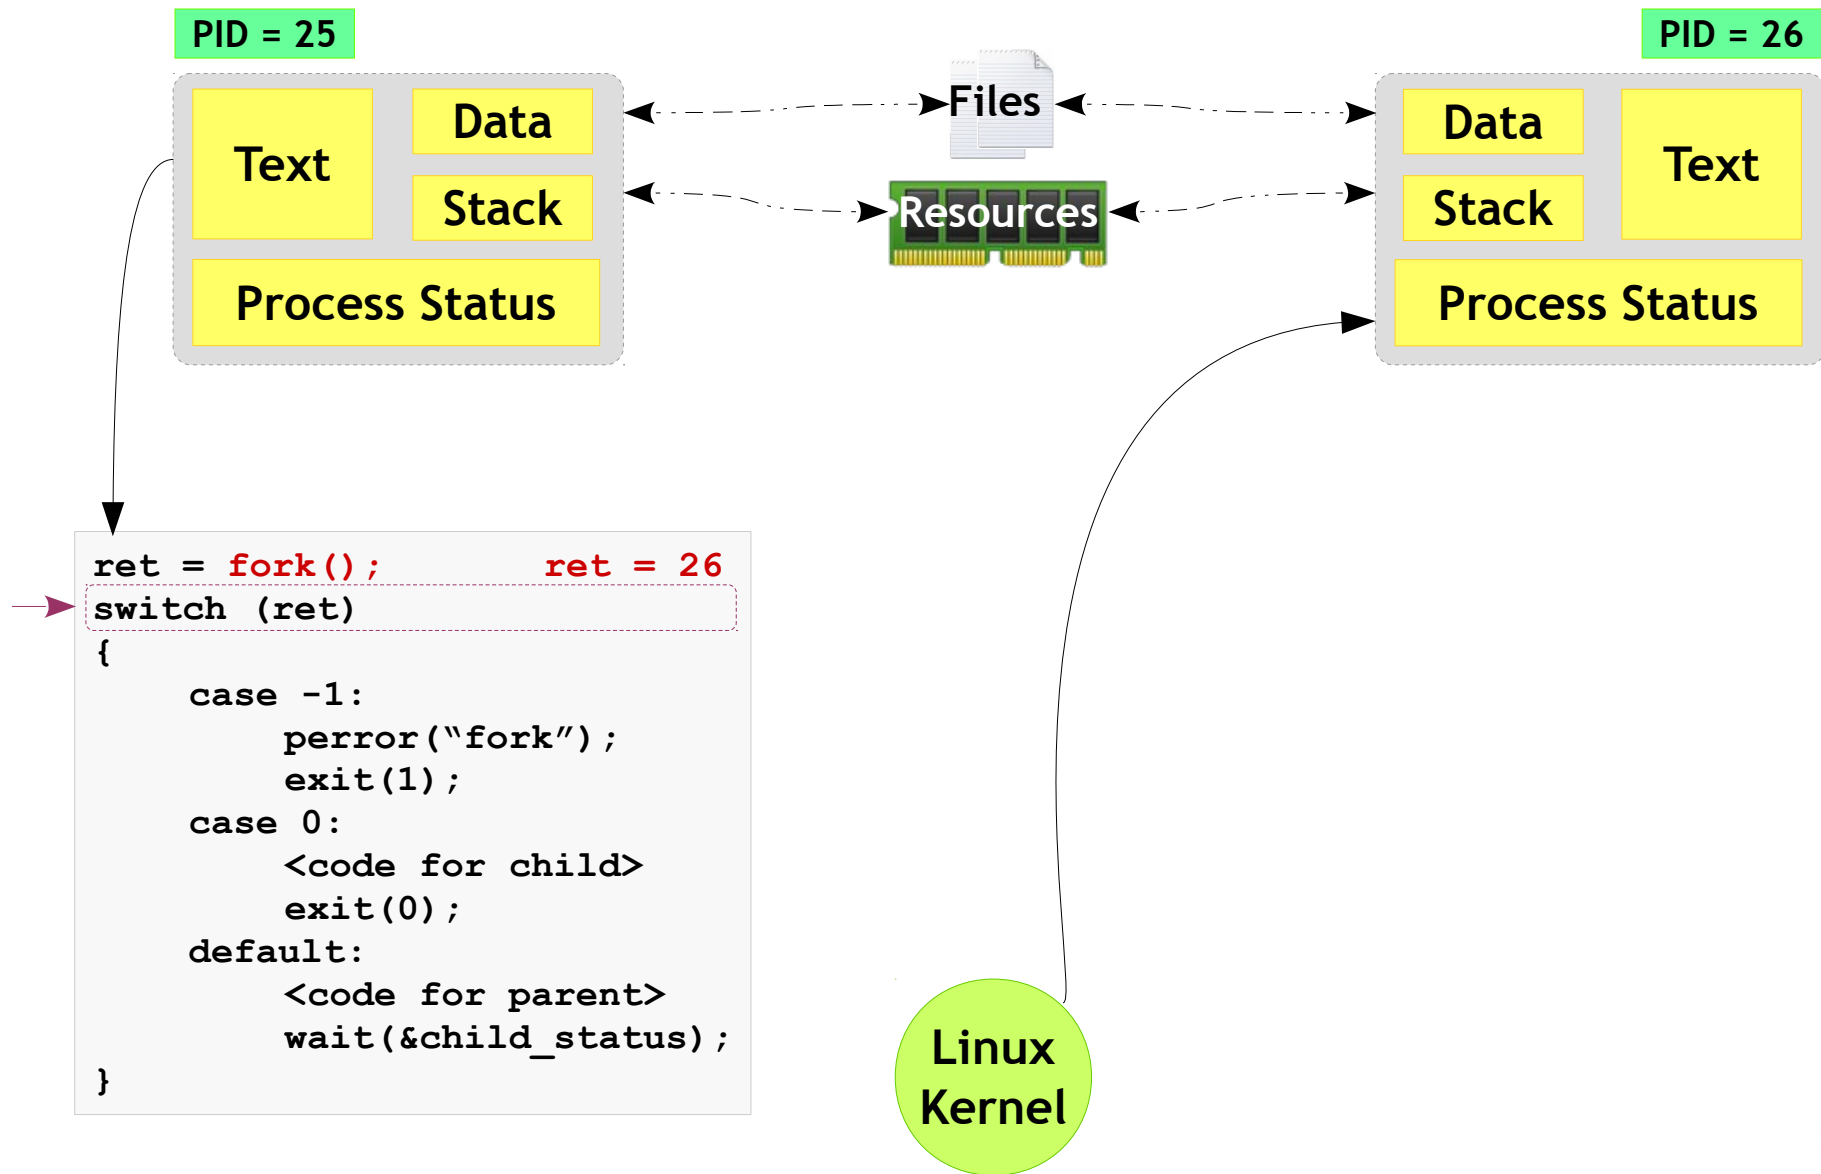 PID = 25
PID = 26
Text
Data
Stack
Process Status
Files
Resources
Data
Stack
Text
Process Status
ret = fork(); ret = 26
switch (ret)
{
case -1:
perror(“fork”);
exit(1);
case 0:
<code for child>
exit(0);
default:
<code for parent>
wait(&child_status);
}
Linux
Kernel